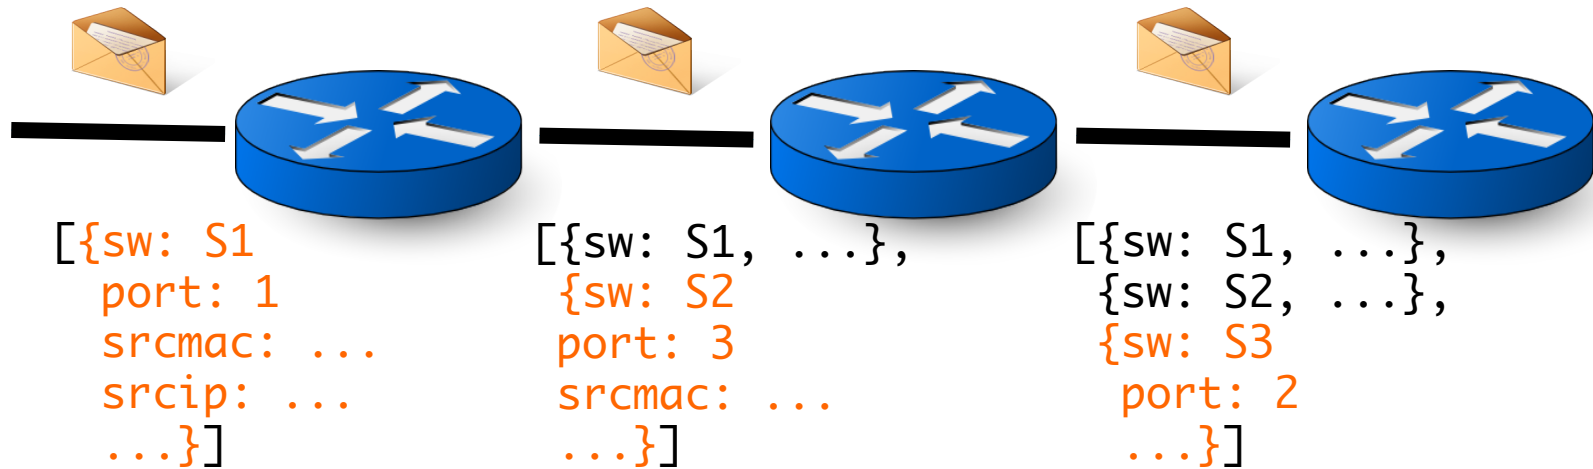 [{sw: S1
port: 1
srcmac: ...
srcip: ...
...}]
[{sw: S1, ...},
{sw: S2
port: 3
srcmac: ...
...}]
[{sw: S1, ...},
{sw: S2, ...},
{sw: S3
port: 2
...}]